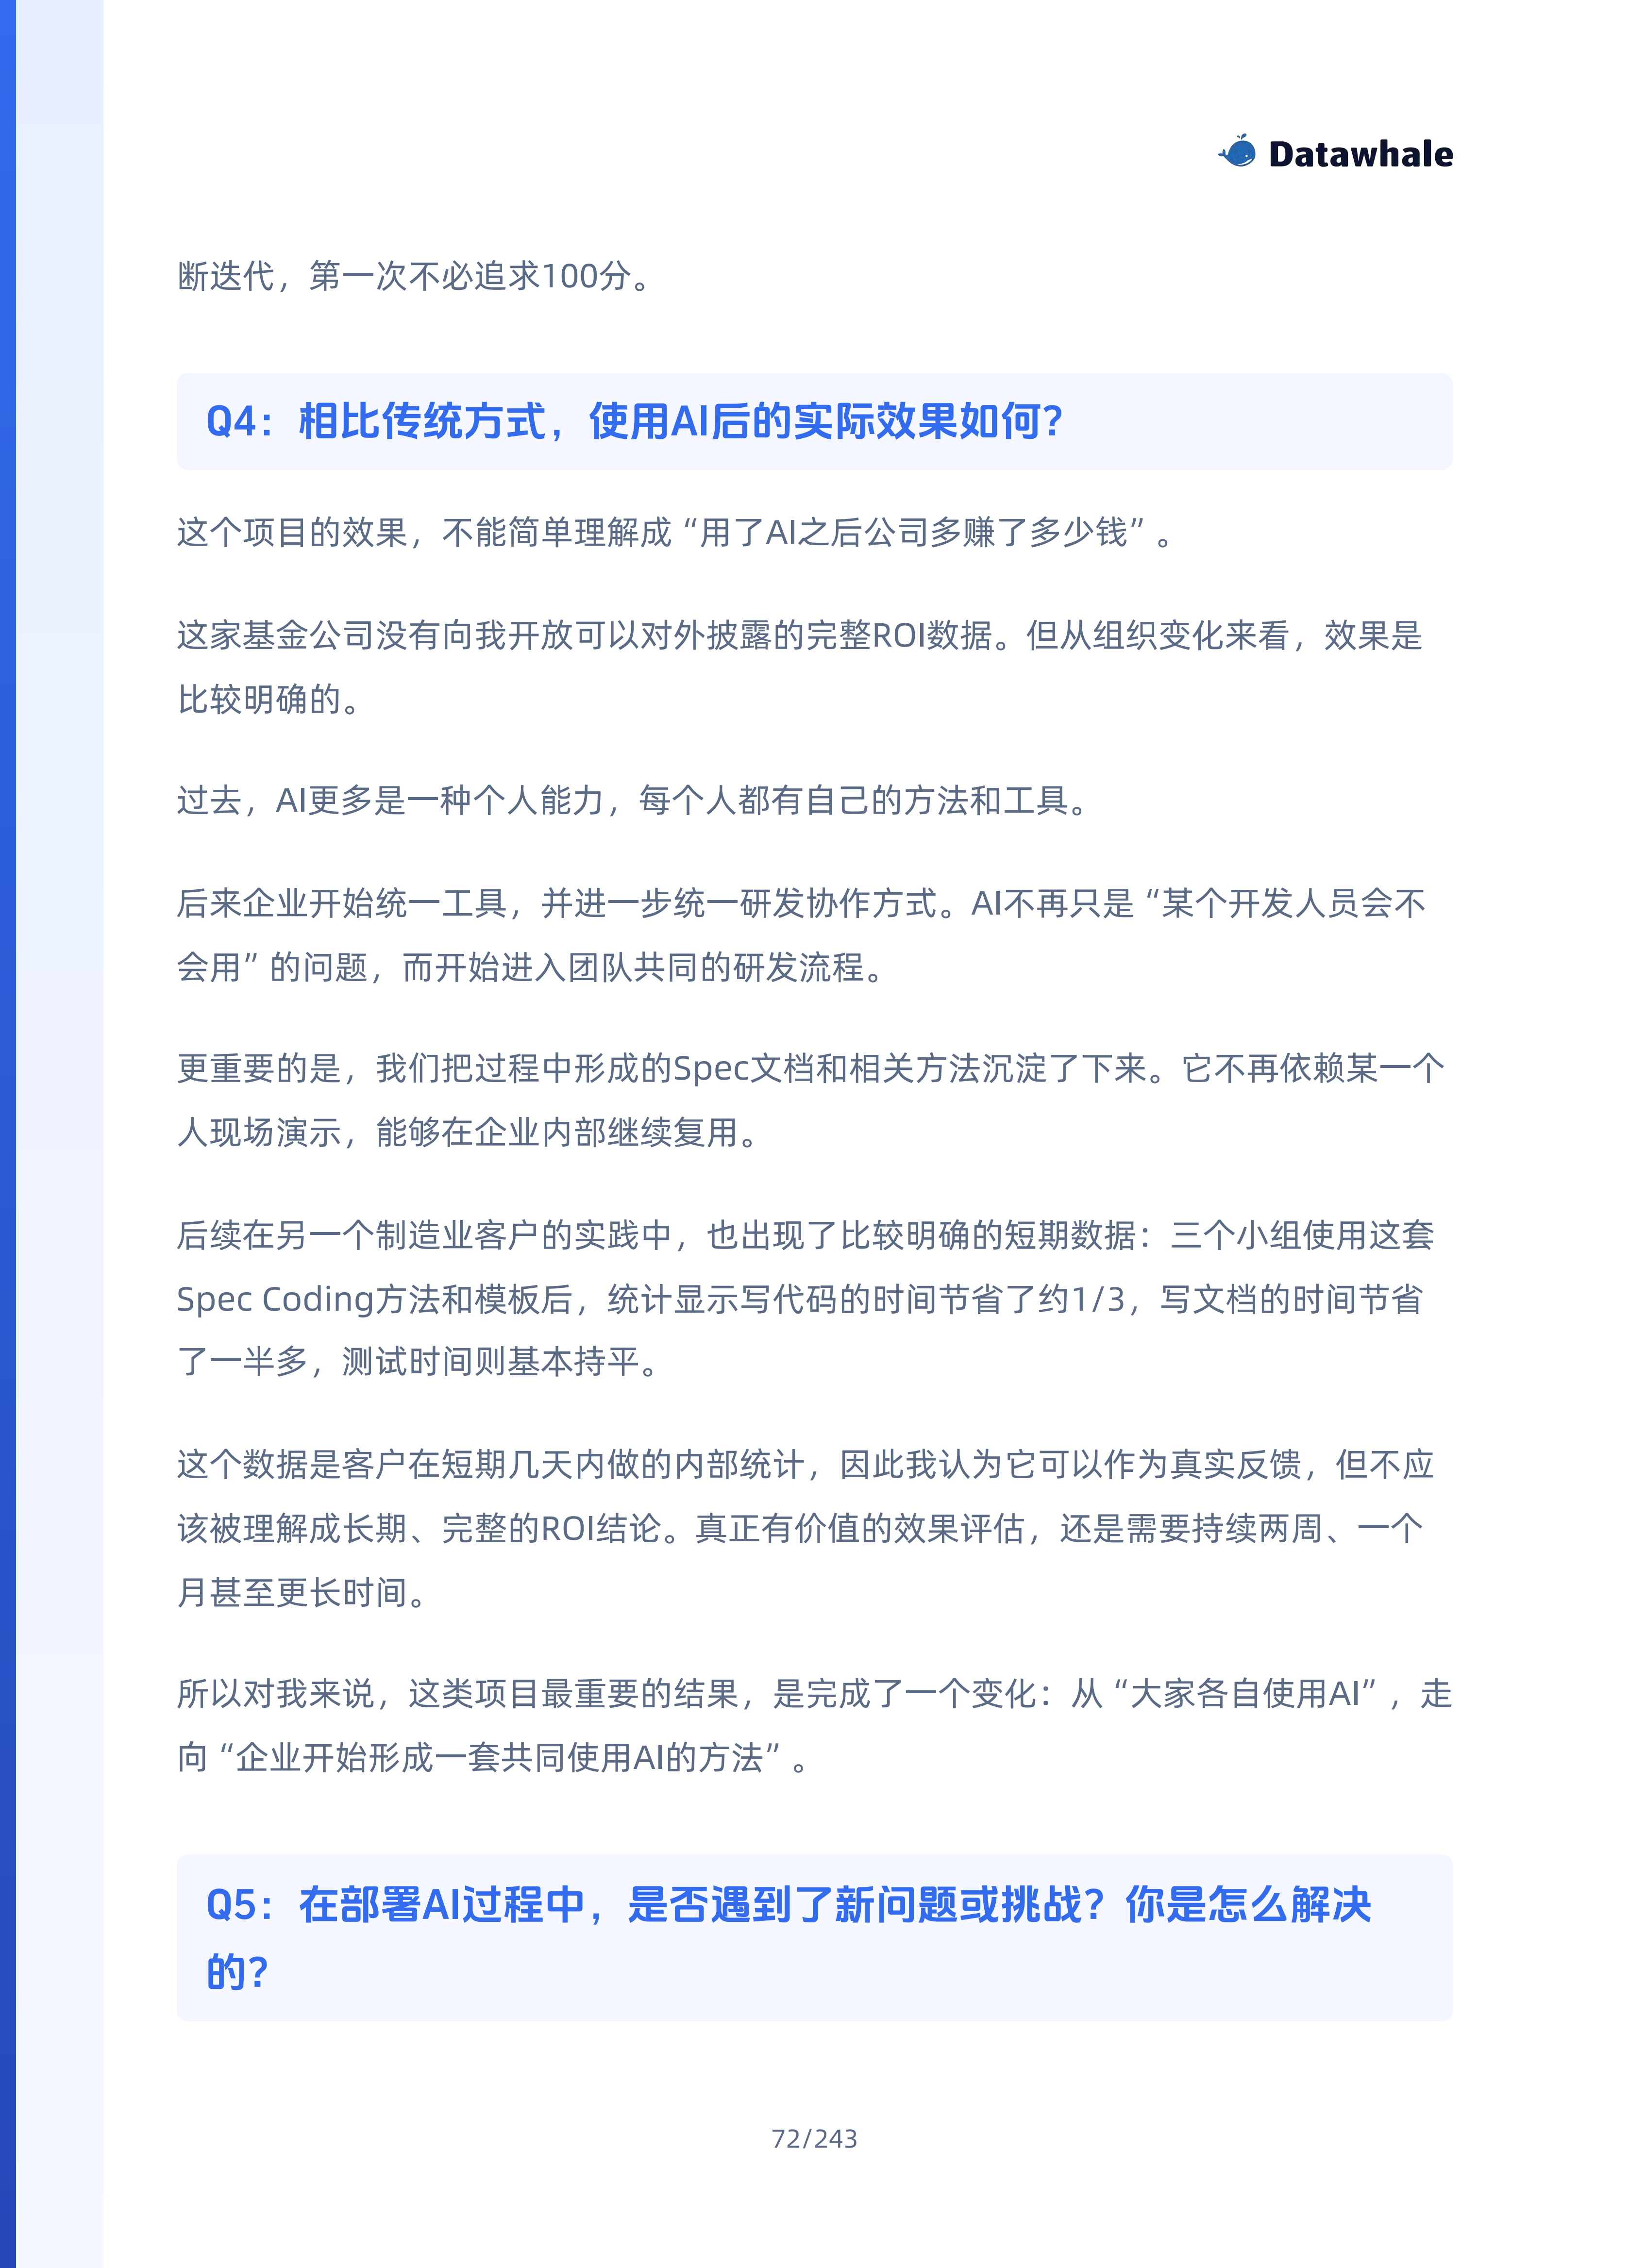 Datawhale
断迭代，第一次不必追求100分。
Q4：相比传统方式，使用AI后的实际效果如何？
这个项目的效果，不能简单理解成“用了AI之后公司多赚了多少钱”。
这家基金公司没有向我开放可以对外披露的完整ROI数据。但从组织变化来看，效果是
比较明确的。
过去，AI更多是一种个人能力，每个人都有自己的方法和工具。
后来企业开始统一工具，并进一步统一研发协作方式。AI不再只是“某个开发人员会不
会用”的问题，而开始进入团队共同的研发流程。
更重要的是，我们把过程中形成的Spec文档和相关方法沉淀了下来。它不再依赖某一个
人现场演示，能够在企业内部继续复用。
后续在另一个制造业客户的实践中，也出现了比较明确的短期数据：三个小组使用这套
Spec Coding方法和模板后，统计显示写代码的时间节省了约1/3，写文档的时间节省
了一半多，测试时间则基本持平。
这个数据是客户在短期几天内做的内部统计，因此我认为它可以作为真实反馈，但不应
该被理解成长期、完整的ROI结论。真正有价值的效果评估，还是需要持续两周、一个
月甚至更长时间。
所以对我来说，这类项目最重要的结果，是完成了一个变化：从“大家各自使用AI”，走
向“企业开始形成一套共同使用AI的方法”。
Q5：在部署AI过程中，是否遇到了新问题或挑战？你是怎么解决
的？
72/243